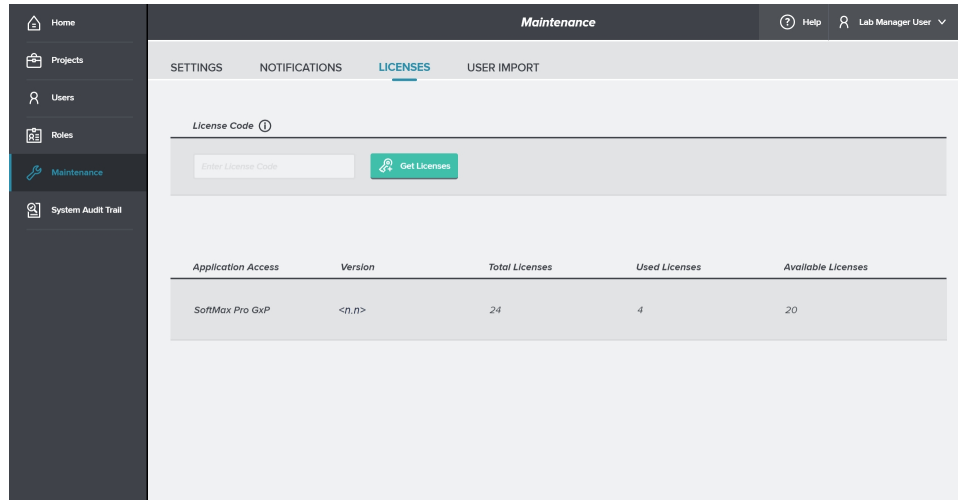 Home
Maintenance
Help
Lab Manager User
Projects
Users
Roles
Maintenance
System Audit Trail
SETTINGS NOTIFICATIONS LICENSES USER IMPORT
License Code
Enter License Code
Get Licenses
Application Access Version Total Licenses Used Licenses Available Licenses
SoftMax Pro GxP <n.n> 24 4 20